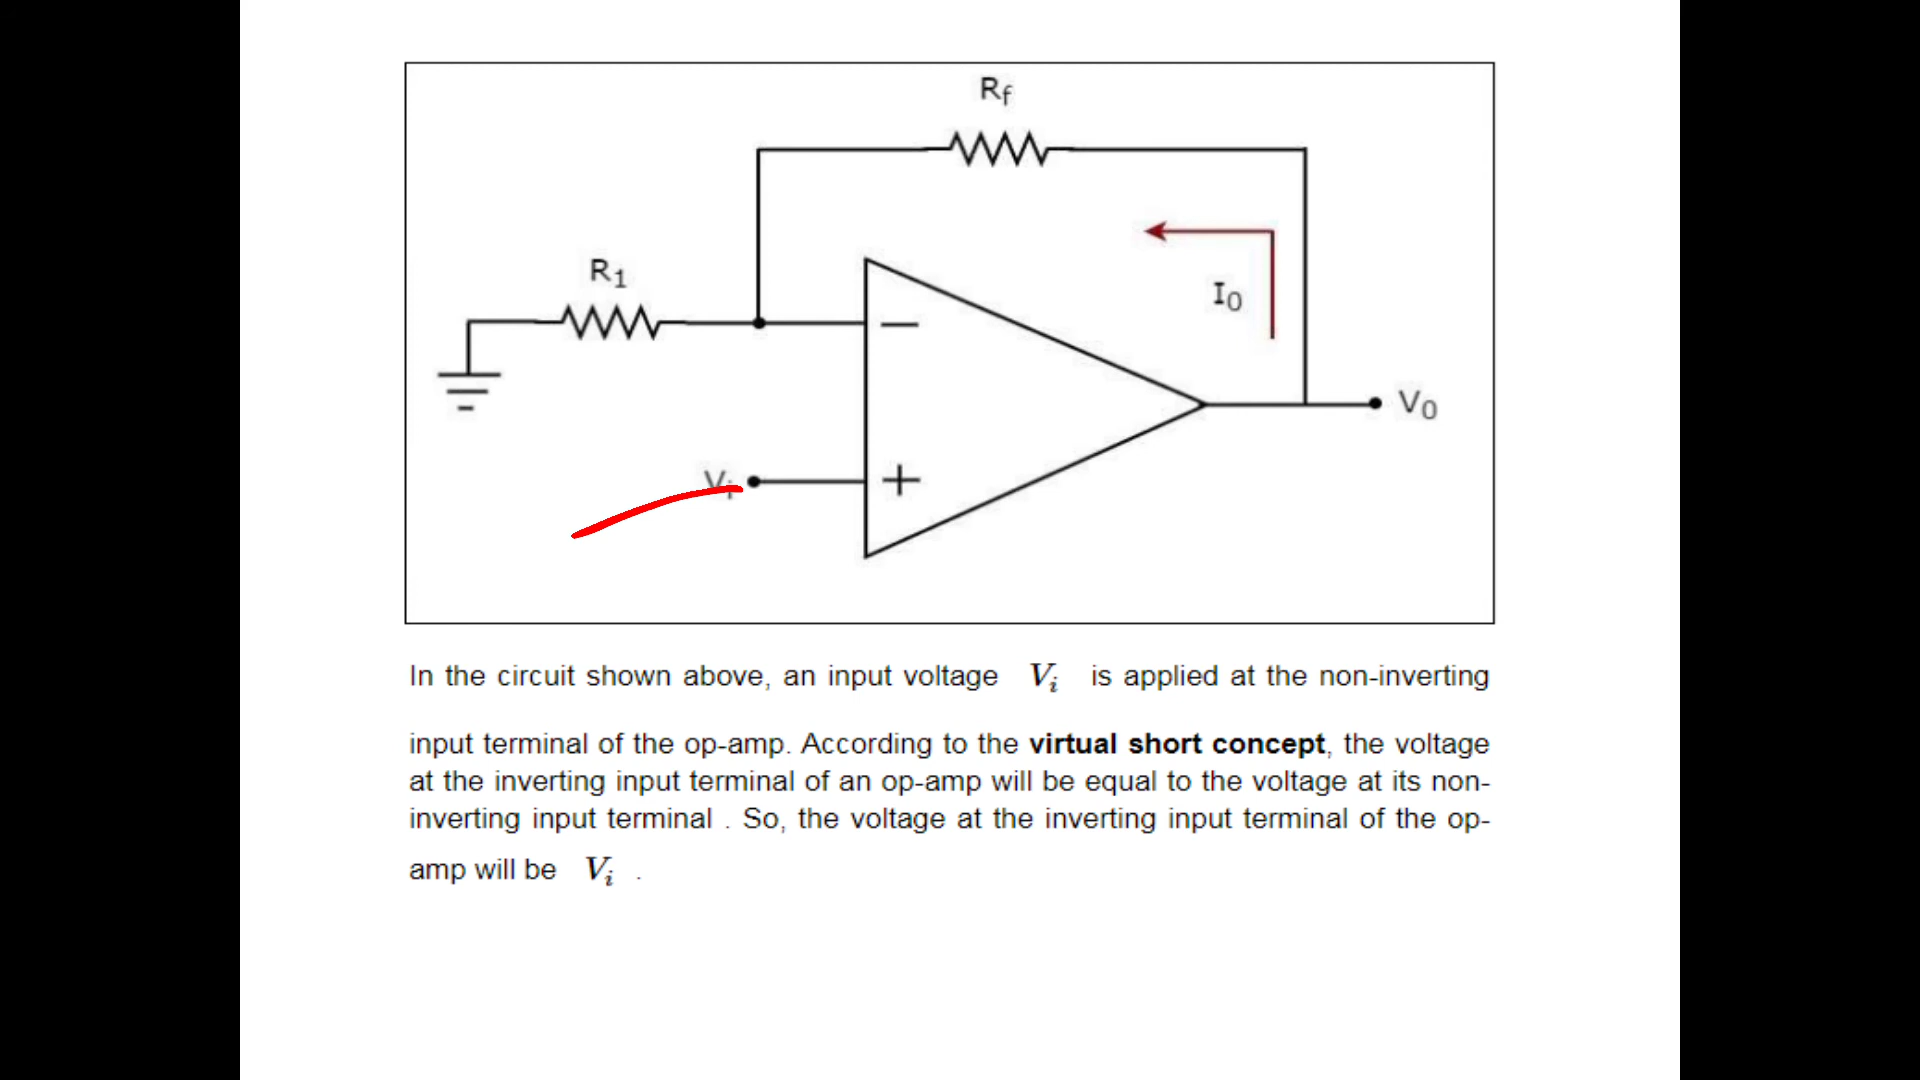 Rf
R1
I0
V0
Vi
In the circuit shown above, an input voltage Vi is applied at the non-inverting
input terminal of the op-amp. According to the virtual short concept, the voltage
at the inverting input terminal of an op-amp will be equal to the voltage at its non-
inverting input terminal . So, the voltage at the inverting input terminal of the op-
amp will be Vi .